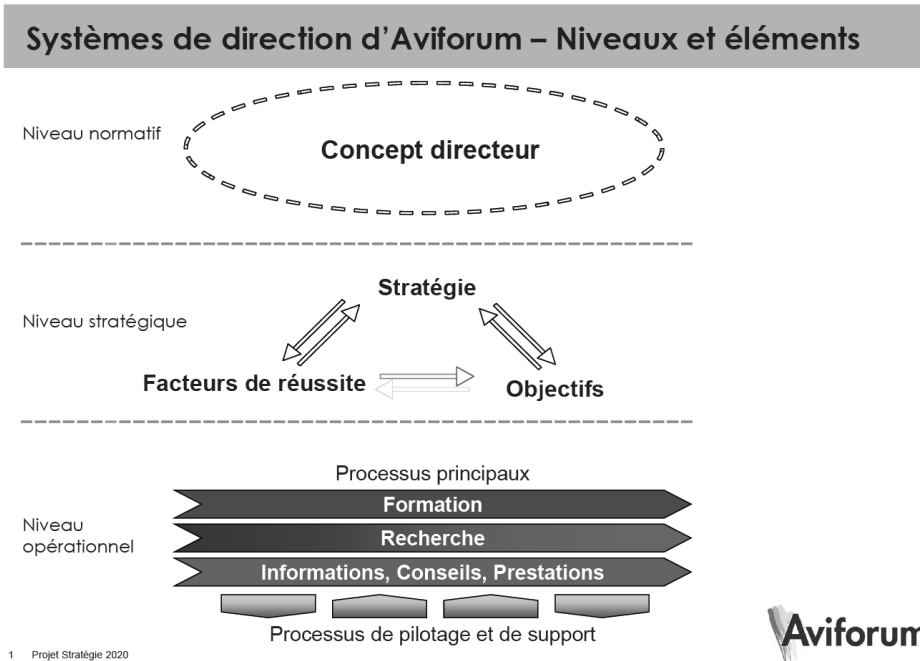 Systèmes de direction d'Aviforum – Niveaux et éléments
Niveau normatif
Concept directeur
Stratégie
Niveau stratégique
Facteurs de réussite
Objectifs
Processus principaux
Formation
Niveau
opérationnel
Recherche
Informations, Conseils, Prestations
Processus de pilotage et de support
Aviforum
1 Projet Stratégie 2020